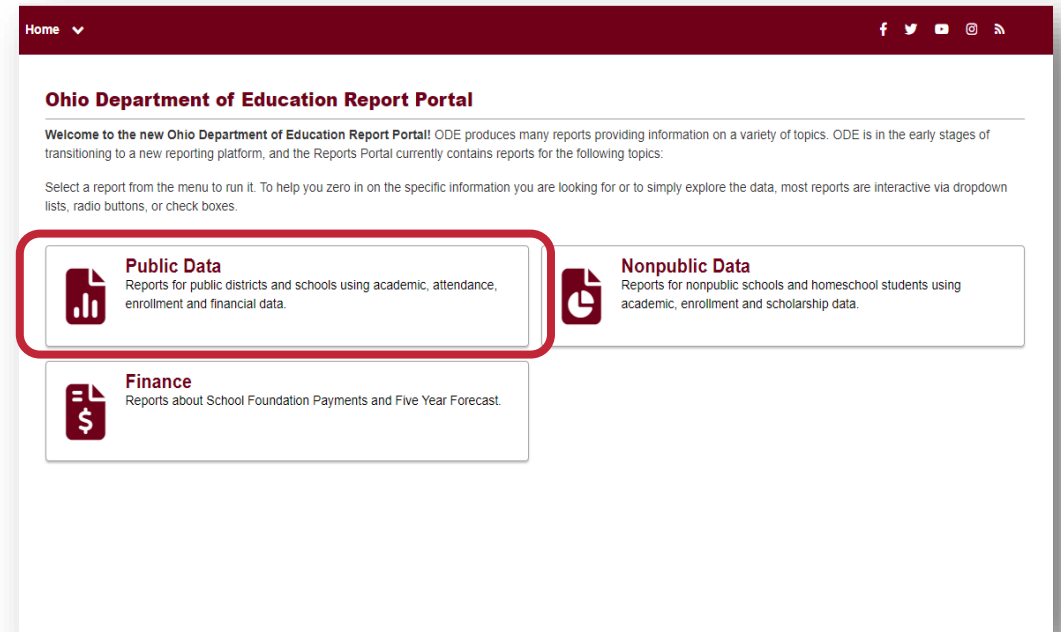 Home
Ohio Department of Education Report Portal
Welcome to the new Ohio Department of Education Report Portal! ODE produces many reports providing information on a variety of topics. ODE is in the early stages of
transitioning to a new reporting platform, and the Reports Portal currently contains reports for the following topics:
Select a report from the menu to run it. To help you zero in on the specific information you are looking for or to simply explore the data, most reports are interactive via dropdown
lists, radio buttons, or check boxes.
Public Data
Reports for public districts and schools using academic, attendance,
enrollment and financial data.
Nonpublic Data
Reports for nonpublic schools and homeschool students using
academic, enrollment and scholarship data.
Finance
Reports about School Foundation Payments and Five Year Forecast.